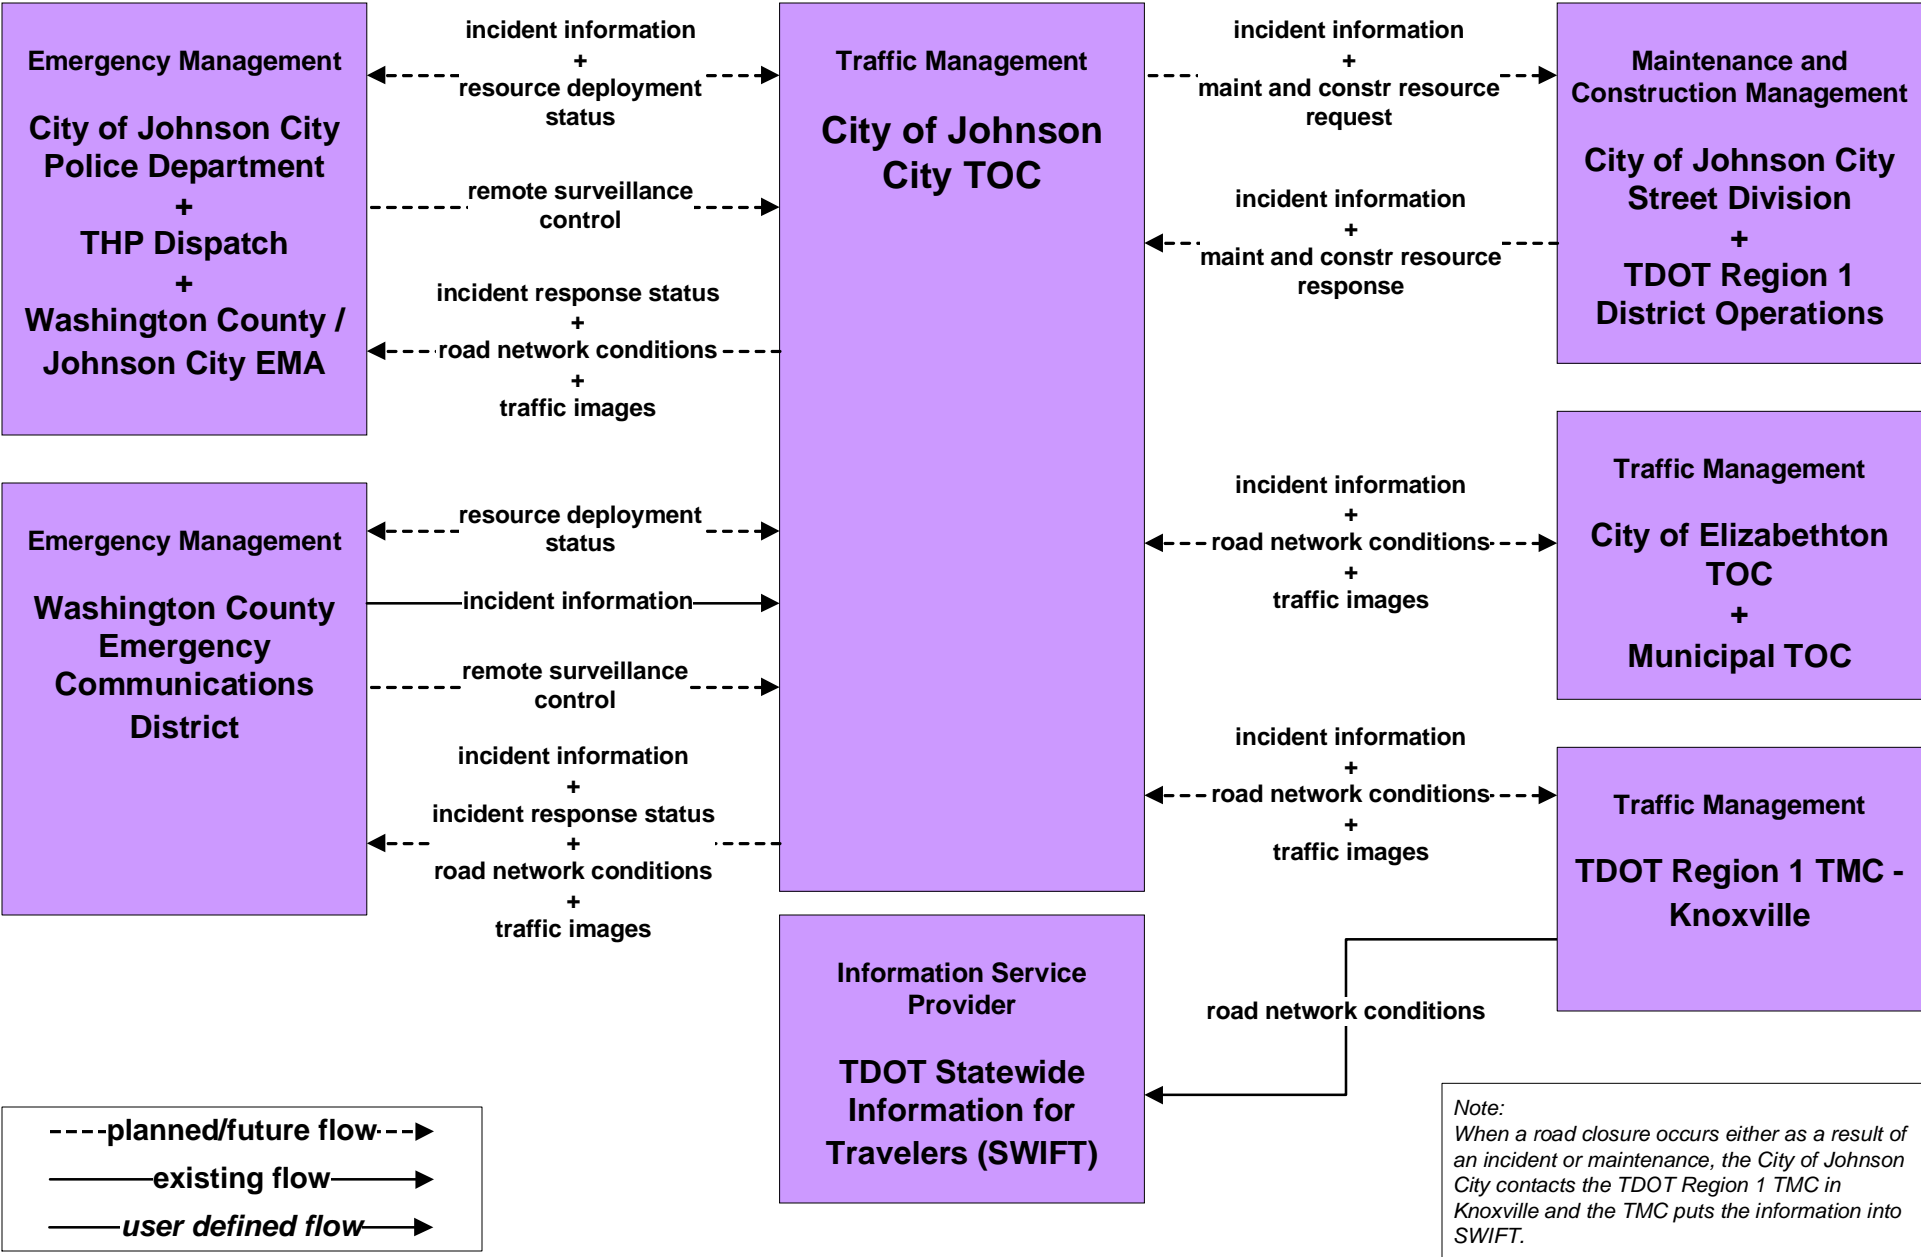 Emergency Management
City of Johnson City
Police Department
+
THP Dispatch
+
Washington County /
Johnson City EMA
incident information
+
resource deployment
status
remote surveillance
control
incident response status
+
road network conditions
+
traffic images
Traffic Management
City of Johnson
City TOC
incident information
+
maint and constr resource
request
incident information
+
maint and constr resource
response
Maintenance and
Construction Management
City of Johnson City
Street Division
+
TDOT Region 1
District Operations
Emergency Management
Washington County
Emergency
Communications
District
resource deployment
status
incident information
remote surveillance
control
incident information
+
incident response status
+
road network conditions
+
traffic images
incident information
+
road network conditions
+
traffic images
Traffic Management
City of Elizabethton
TOC
+
Municipal TOC
incident information
+
road network conditions
+
traffic images
Traffic Management
TDOT Region 1 TMC -
Knoxville
Information Service
Provider
TDOT Statewide
Information for
Travelers (SWIFT)
road network conditions
planned/future flow
existing flow
user defined flow
Note:
When a road closure occurs either as a result of
an incident or maintenance, the City of Johnson
City contacts the TDOT Region 1 TMC in
Knoxville and the TMC puts the information into
SWIFT.